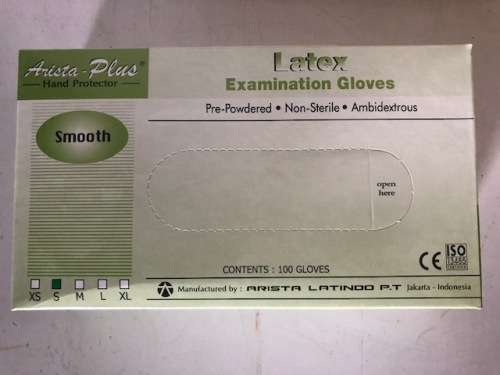 Arista-Plus®
Hand Protector
Latex
Examination Gloves
Pre-Powdered • Non-Sterile • Ambidextrous
Smooth
open
here
CE ISO
CONTENTS : 100 GLOVES
XS S M L XL
Manufactured by : ARISTA LATINDO P.T Jakarta - Indonesia